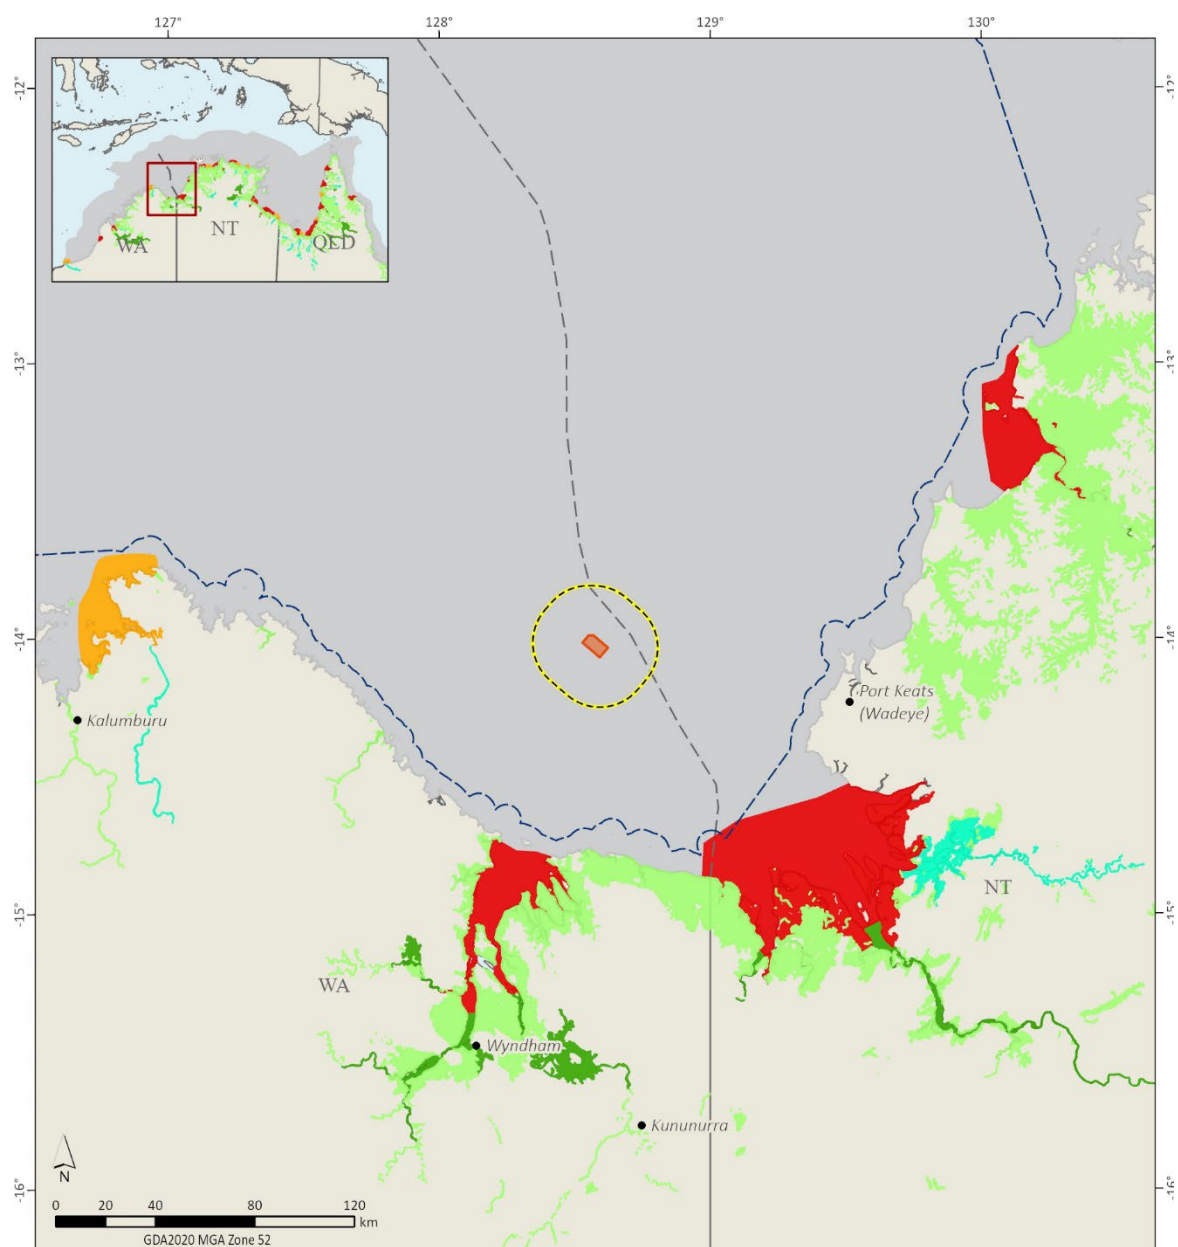 127°
128°
129°
130°
-12°
-12°
WA
NT
QLD
-13°
-13°
-14°
-14°
Port Keats
(Wadeye)
Kalumburu
NT
-15°
-15°
WA
Wyndham
Kununurra
N
-16°
-16°
0
20
40
80
120
km
GDA2020 MGA Zone 52